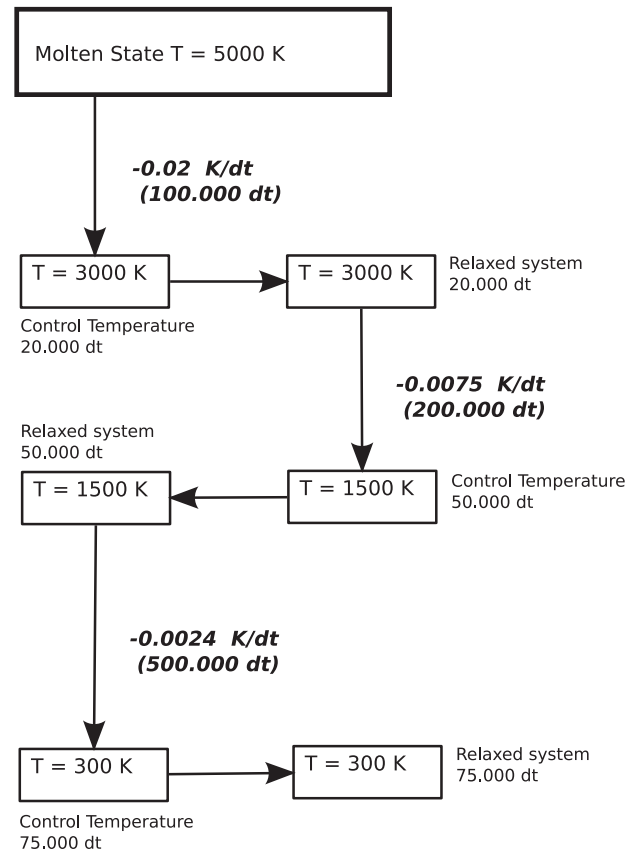 Molten State T = 5000 K
-0.02 K/dt
(100.000 dt)
T = 3000 K
Control Temperature
20.000 dt
T = 3000 K
Relaxed system
20.000 dt
-0.0075 K/dt
(200.000 dt)
T = 1500 K
Control Temperature
50.000 dt
Relaxed system
50.000 dt
T = 1500 K
-0.0024 K/dt
(500.000 dt)
T = 300 K
Control Temperature
75.000 dt
T = 300 K
Relaxed system
75.000 dt